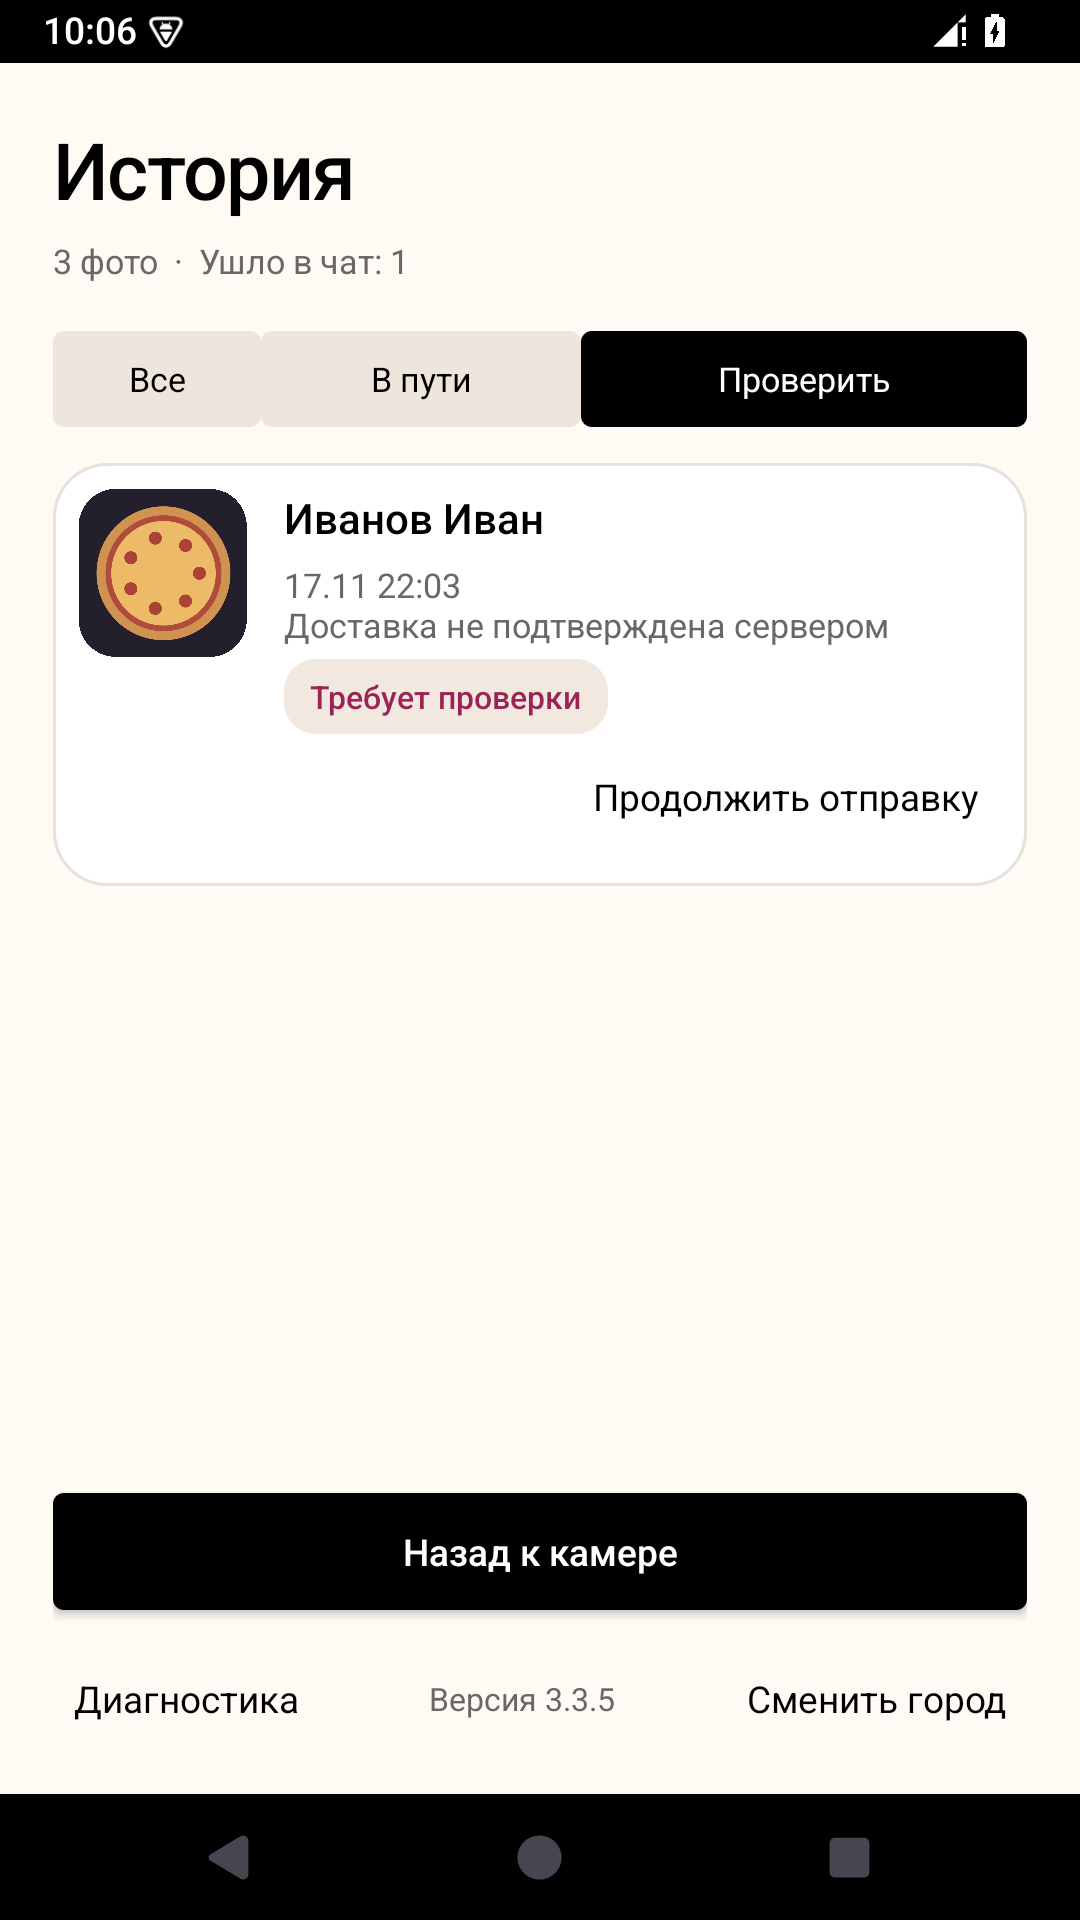 10:06
История
3 фото · Ушло в чат: 1
Все В пути Проверить
Иванов Иван
17.11 22:03
Доставка не подтверждена сервером
Требует проверки
Продолжить отправку
Назад к камере
Диагностика Версия 3.3.5 Сменить город